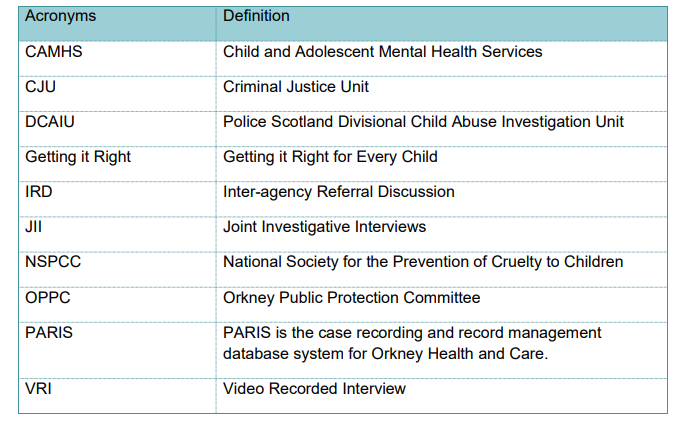 Acronyms Definition
CAMHS Child and Adolescent Mental Health Services
CJU Criminal Justice Unit
DCAIU Police Scotland Divisional Child Abuse Investigation Unit
Getting it Right Getting it Right for Every Child
IRD Inter-agency Referral Discussion
JII Joint Investigative Interviews
NSPCC National Society for the Prevention of Cruelty to Children
OPPC Orkney Public Protection Committee
PARIS PARIS is the case recording and record management
database system for Orkney Health and Care.
VRI Video Recorded Interview